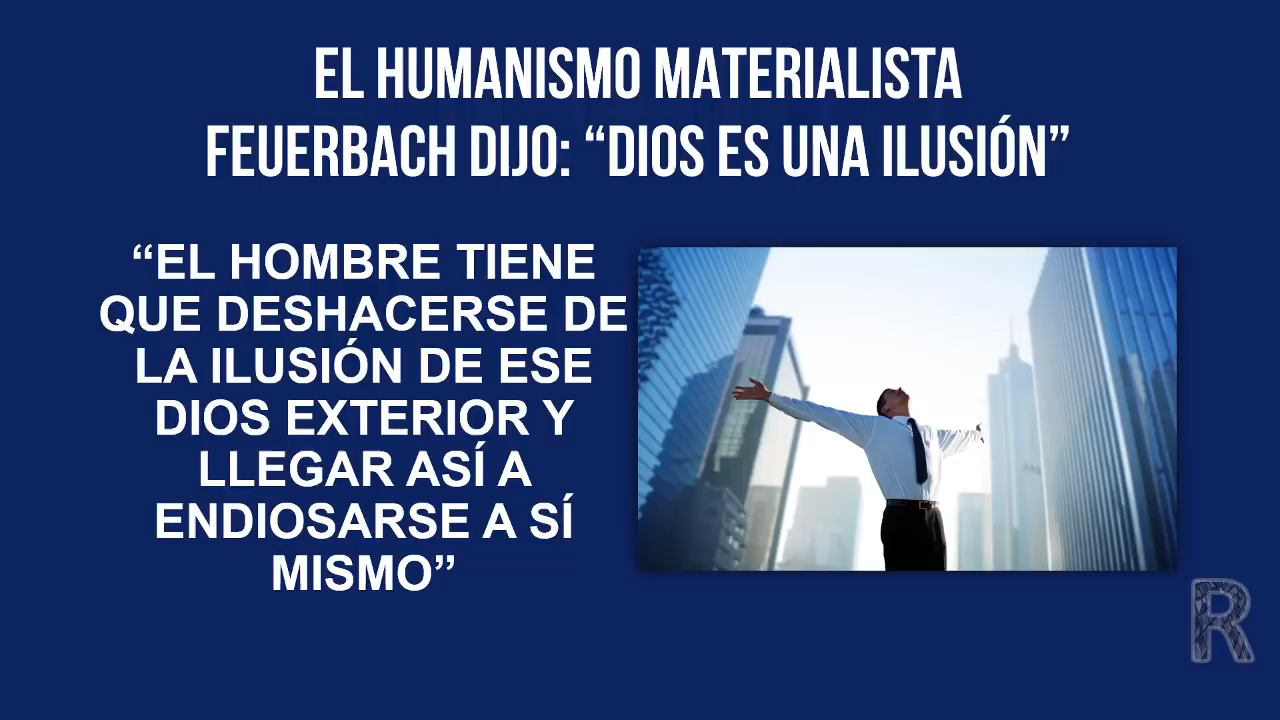 EL HUMANISMO MATERIALISTA
FEUERBACH DIJO: “DIOS ES UNA ILUSIÓN”
“EL HOMBRE TIENE
QUE DESHACERSE DE
LA ILUSIÓN DE ESE
DIOS EXTERIOR Y
LLEGAR ASÍ A
ENDIOSARSE A SÍ
MISMO”
R